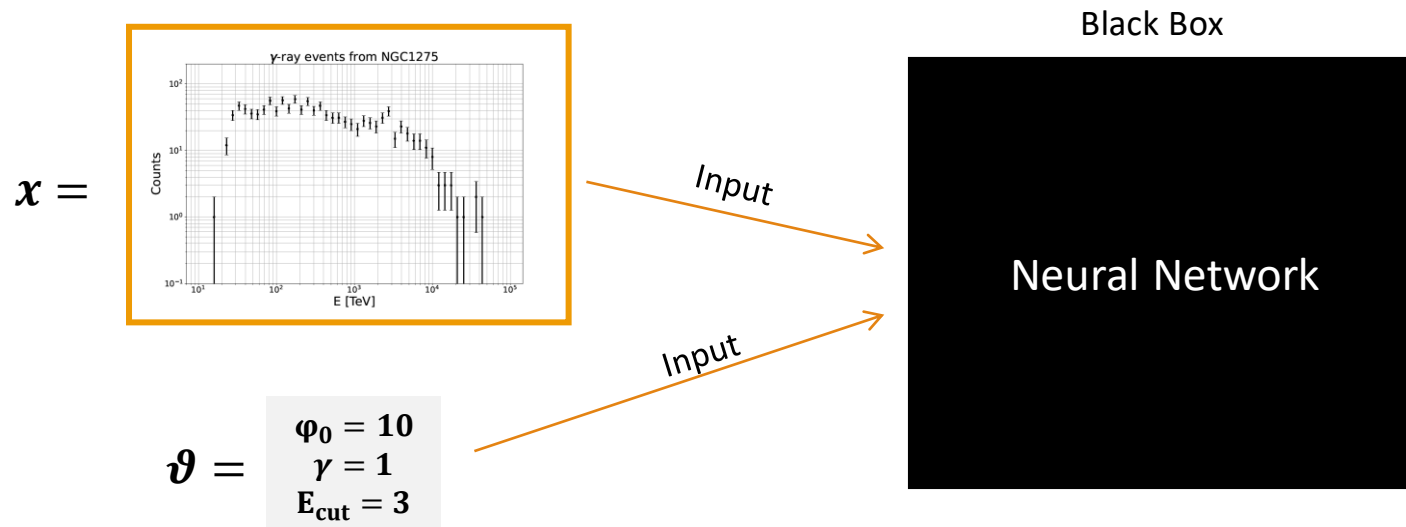 Black Box
γ-ray events from NGC1275
10²
10¹
10⁰
10⁻¹
Counts
10¹ 10² 10³ 10⁴ 10⁵
E [TeV]
x =
Input
Neural Network
Input
ϑ =
φ₀ = 10
γ = 1
E_cut = 3